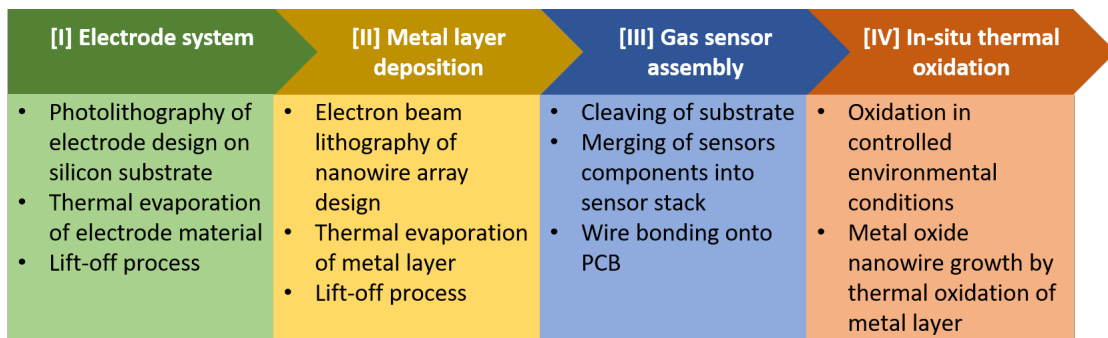 [I] Electrode system
• Photolithography of
electrode design on
silicon substrate
• Thermal evaporation
of electrode material
• Lift-off process
[II] Metal layer
deposition
• Electron beam
lithography of
nanowire array
design
• Thermal evaporation
of metal layer
• Lift-off process
[III] Gas sensor
assembly
• Cleaving of substrate
• Merging of sensors
components into
sensor stack
• Wire bonding onto
PCB
[IV] In-situ thermal
oxidation
• Oxidation in
controlled
environmental
conditions
• Metal oxide
nanowire growth by
thermal oxidation of
metal layer